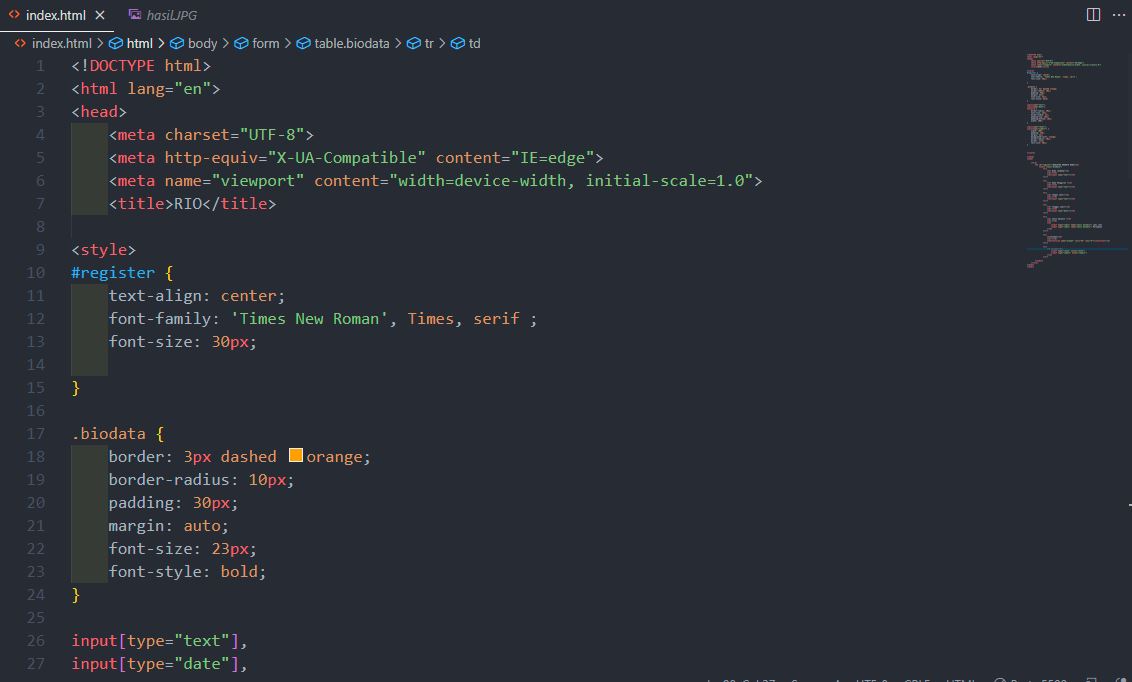 index.html
hasil.JPG
index.html > html > body > form > table.biodata > tr > td
1 <!DOCTYPE html>
2 <html lang="en">
3 <head>
4 <meta charset="UTF-8">
5 <meta http-equiv="X-UA-Compatible" content="IE=edge">
6 <meta name="viewport" content="width=device-width, initial-scale=1.0">
7 <title>RIO</title>
8
9 <style>
10 #register {
11 text-align: center;
12 font-family: 'Times New Roman', Times, serif ;
13 font-size: 30px;
14
15 }
16
17 .biodata {
18 border: 3px dashed orange;
19 border-radius: 10px;
20 padding: 30px;
21 margin: auto;
22 font-size: 23px;
23 font-style: bold;
24 }
25
26 input[type="text"],
27 input[type="date"],